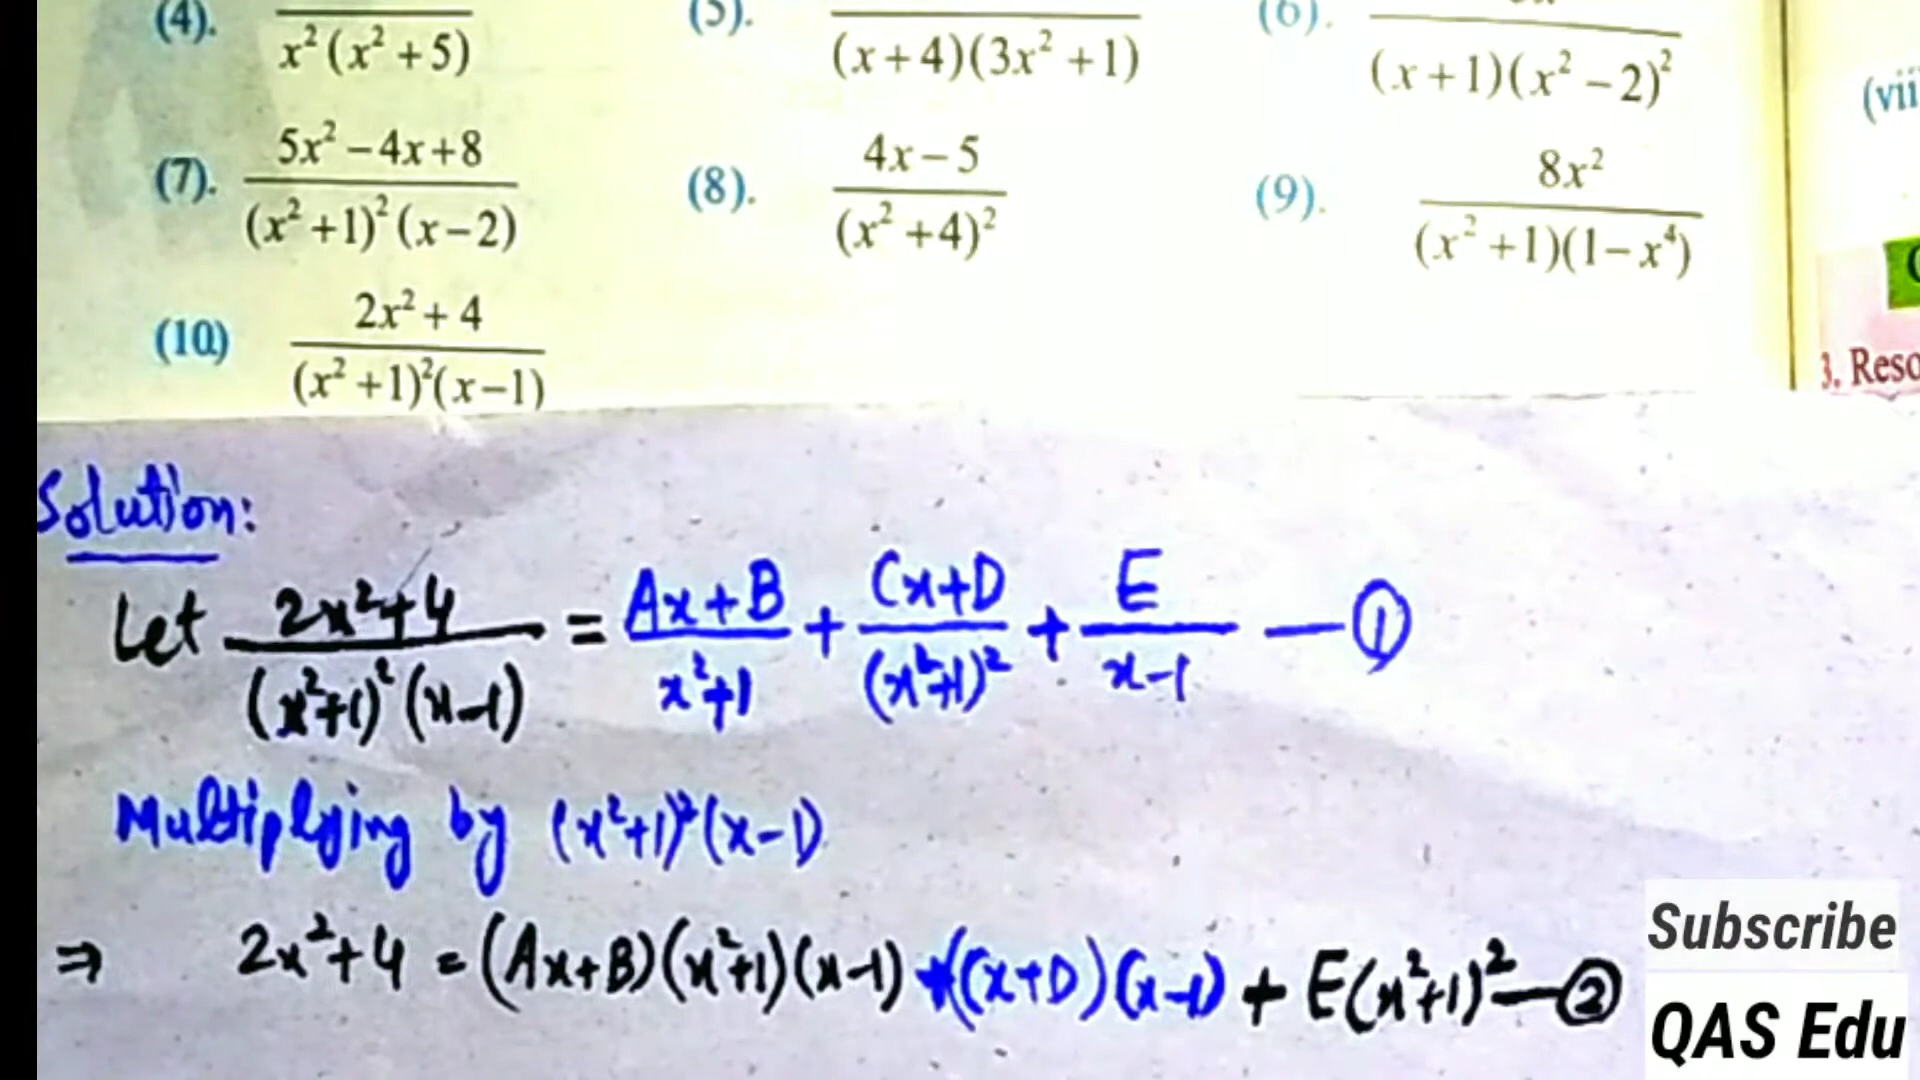 (4). (5). (6).
x² (x² + 5) (x + 4)(3x² + 1) (x + 1)(x² − 2)²
(vii
(7). 5x² − 4x + 8 / (x² + 1)² (x − 2) (8). 4x − 5 / (x² + 4)² (9). 8x² / (x² + 1)(1 − x⁴)
(10) 2x² + 4 / (x² + 1)²(x − 1)
3. Reso
Solution:
Let 2x²+4 / (x²+1)² (x-1) = Ax+B / x²+1 + Cx+D / (x²+1)² + E / x-1 — ①
Multiplying by (x²+1)²(x-1)
⇒ 2x²+4 = (Ax+B)(x²+1)(x-1) + (Cx+D)(x-1) + E(x²+1)² — ②
Subscribe
QAS Edu